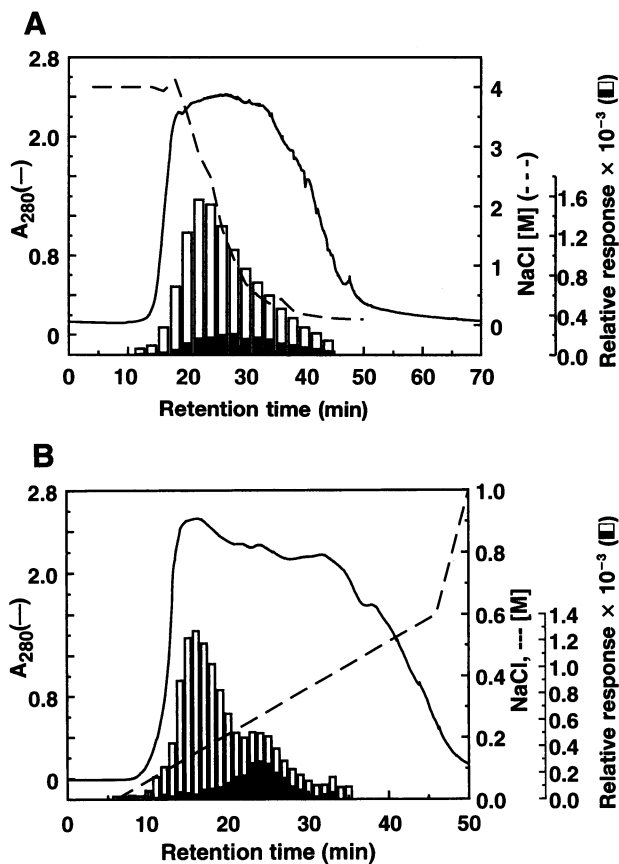 A
2.8
2.0
0.8
0
A280(—)
4
3
2
1
0
NaCl [M] (- - -)
1.6
1.2
0.8
0.4
0.0
Relative response × 10⁻³ (◧)
0 10 20 30 40 50 60 70
Retention time (min)
B
2.8
2.0
0.8
0
A280(—)
1.0
0.8
0.6
0.4
0.2
0.0
NaCl, --- [M]
1.4
1.2
1.0
0.8
0.6
0.4
0.2
0.0
Relative response × 10⁻³ (◧)
0 10 20 30 40 50
Retention time (min)